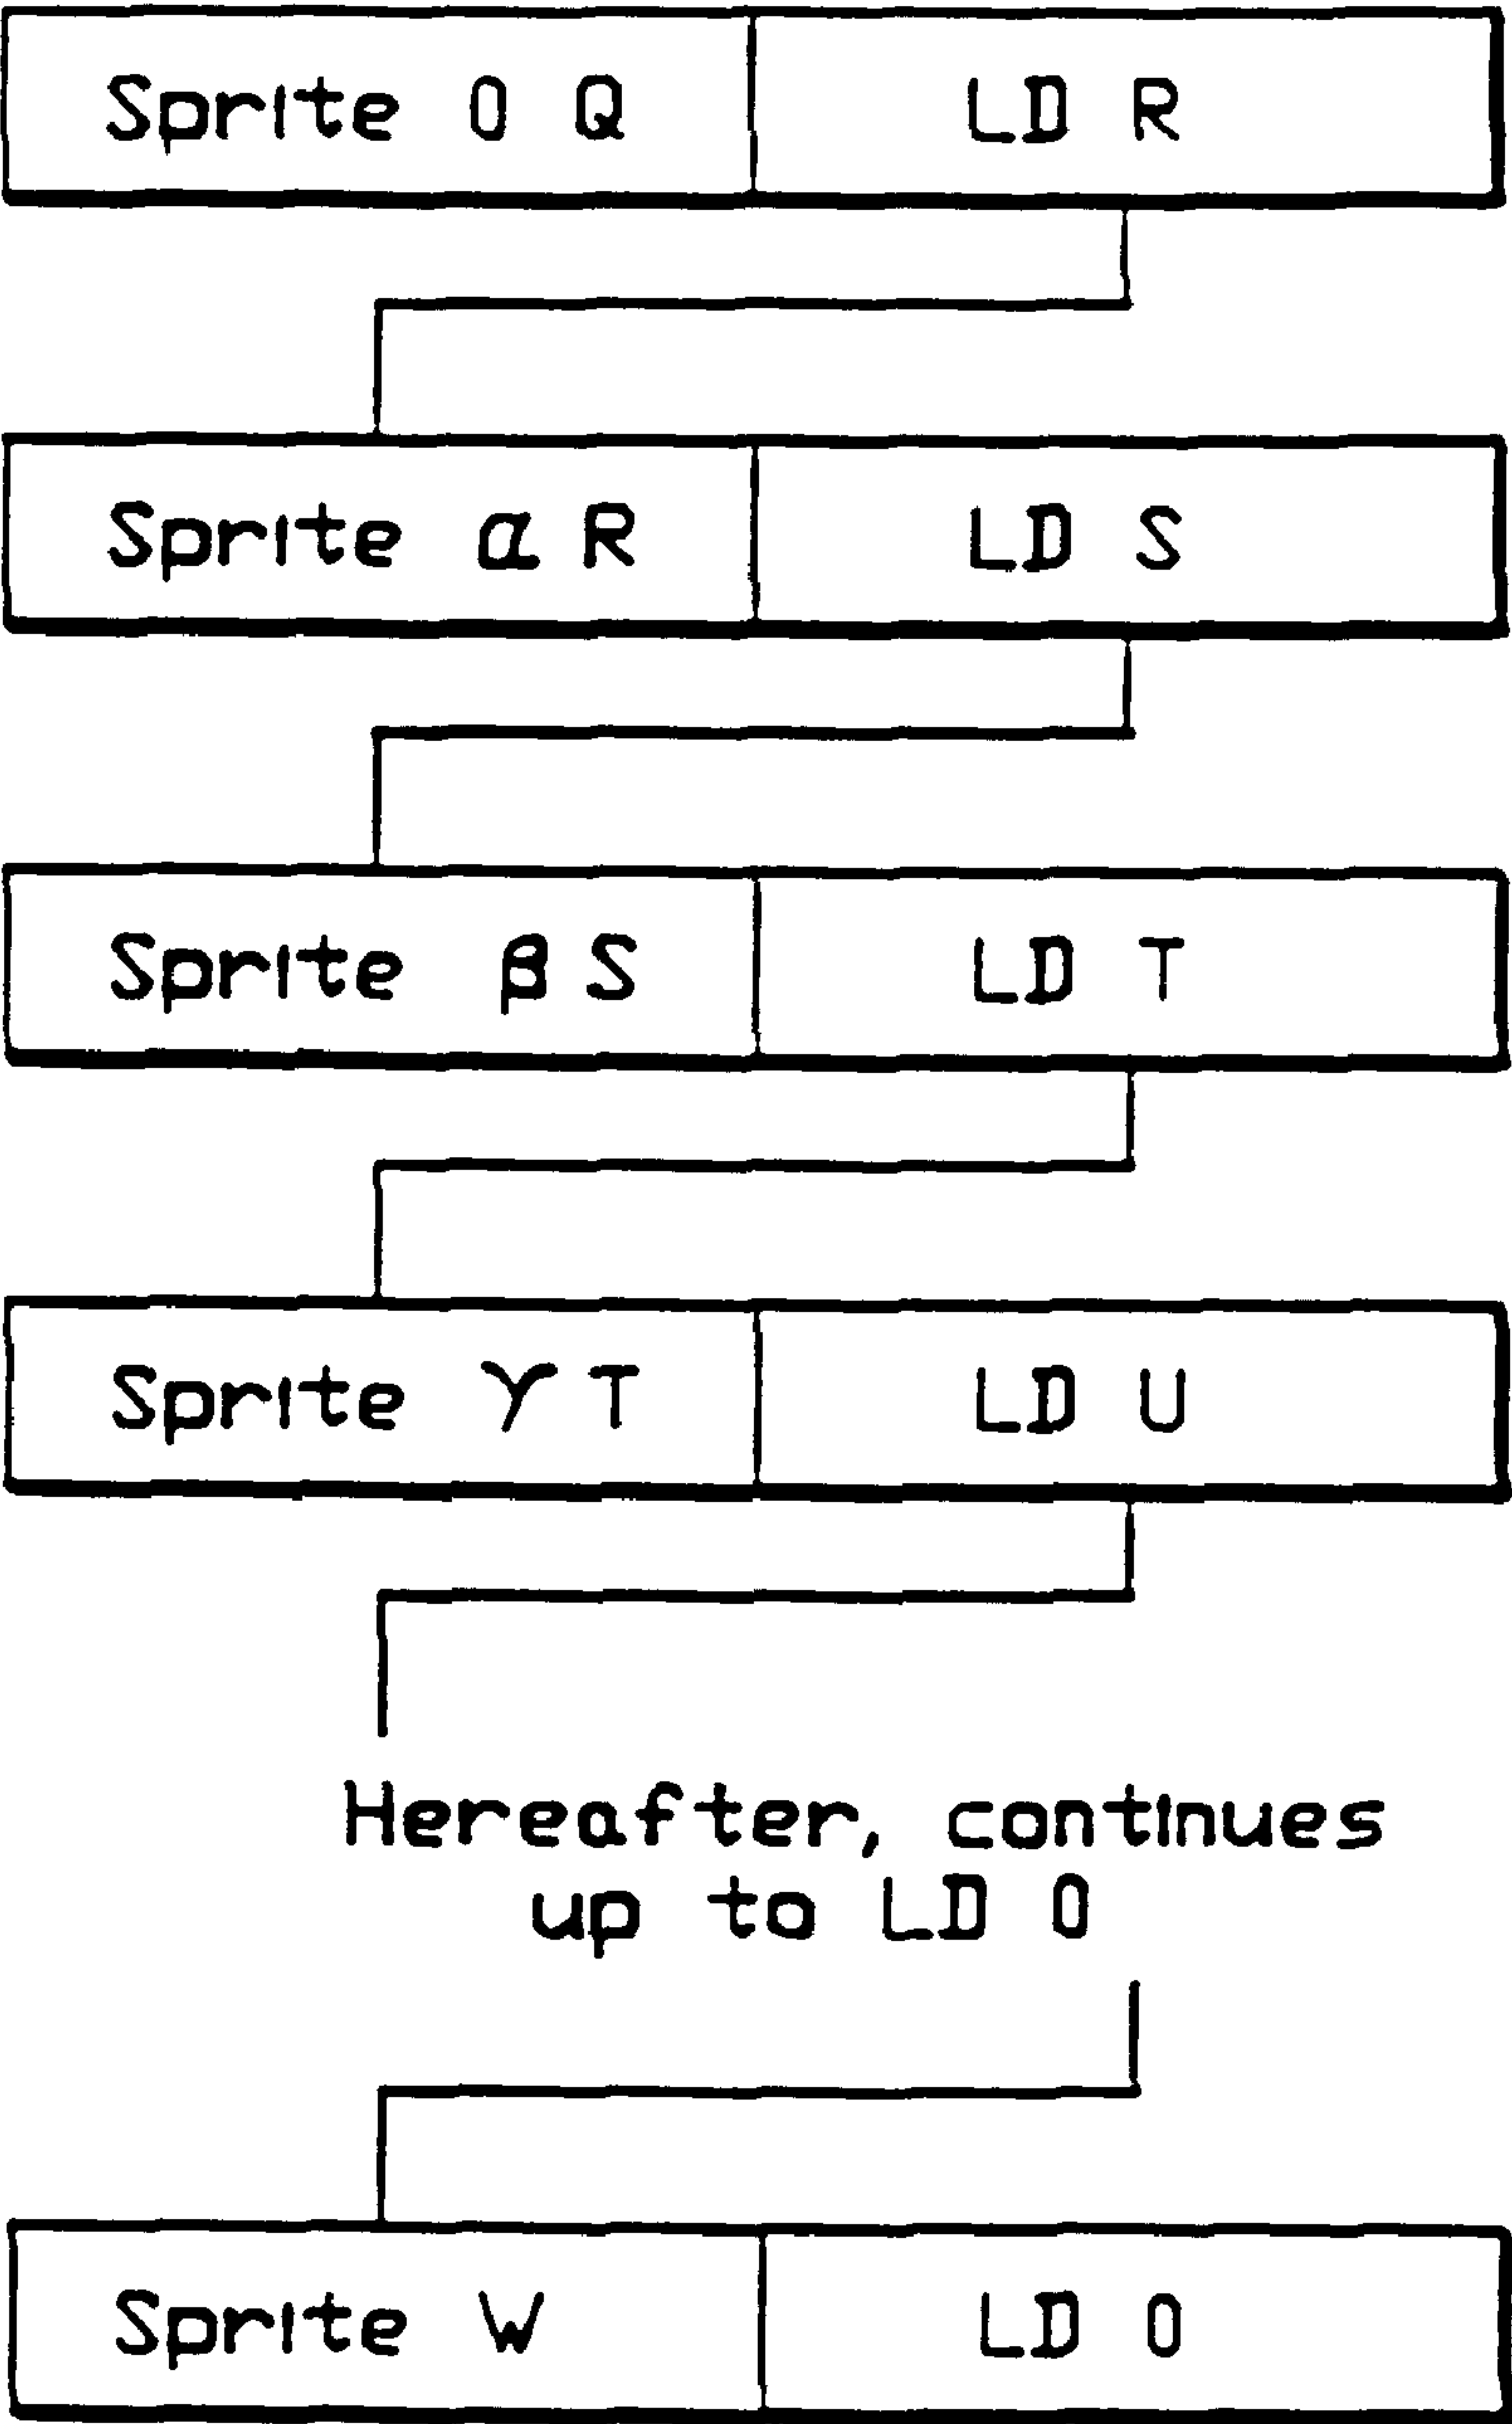 Sprite 0 Q LD R
Sprite α R LD S
Sprite β S LD T
Sprite γ T LD U
Hereafter, continues
up to LD 0
Sprite W LD 0